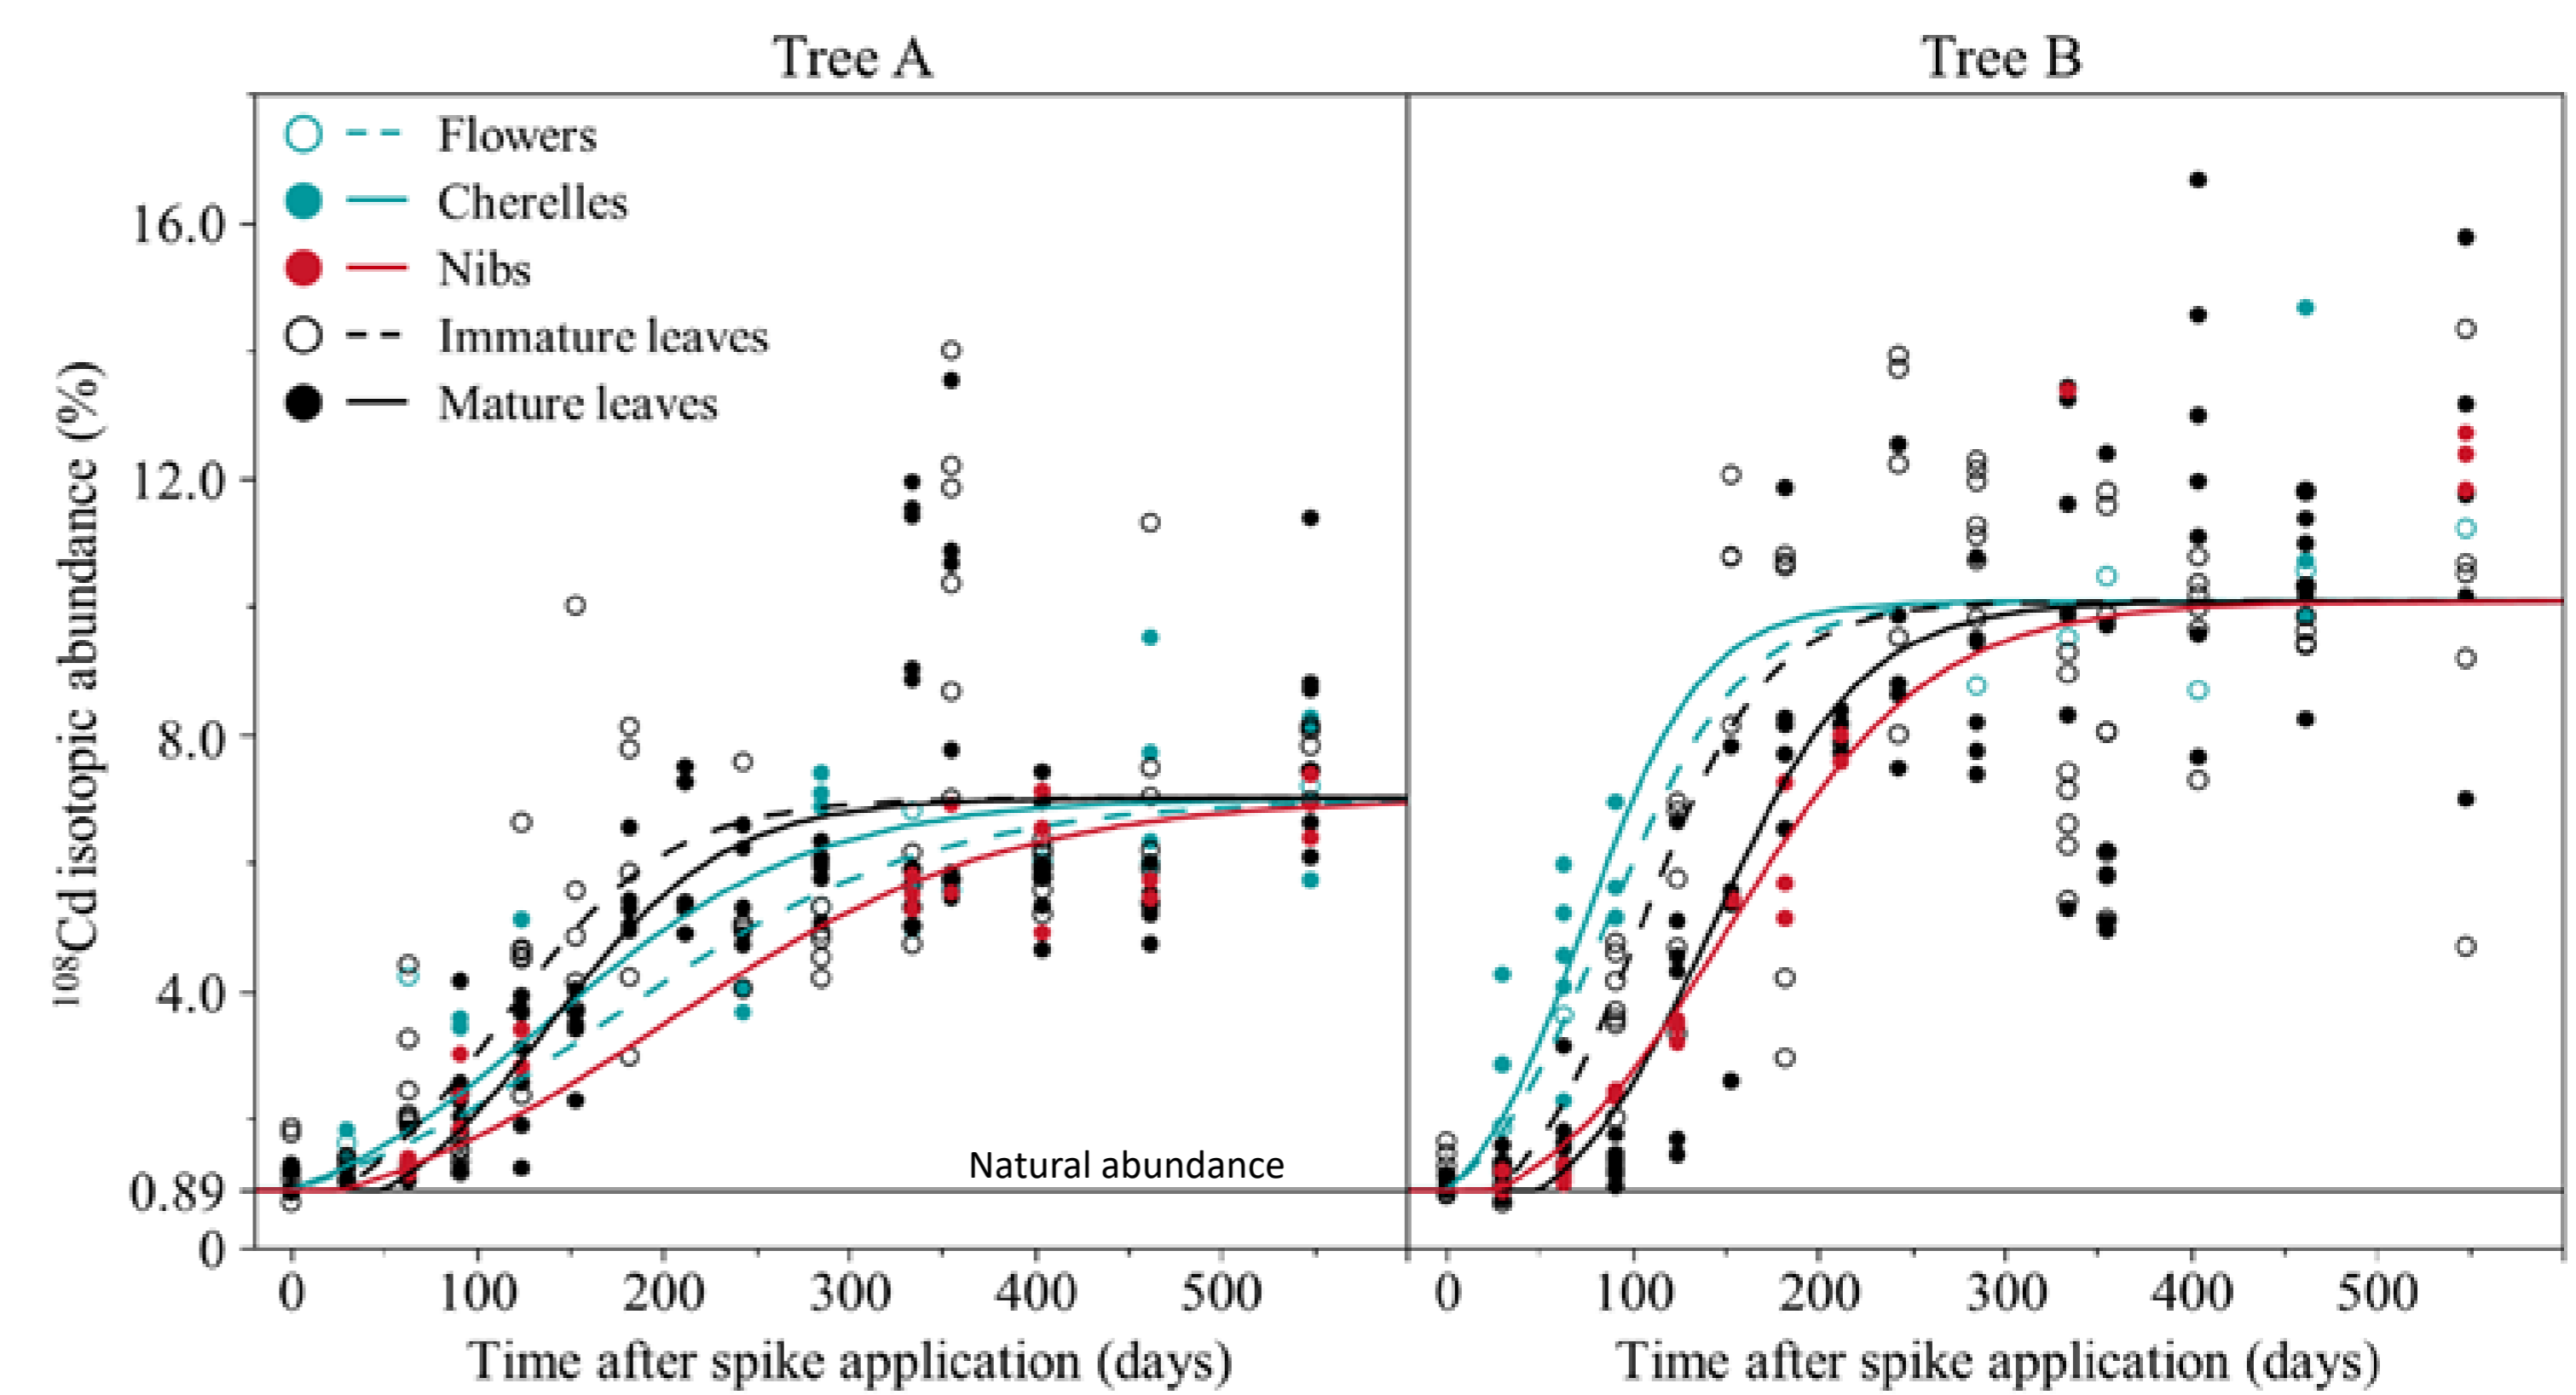 Tree A
Tree B
Flowers
Cherelles
Nibs
Immature leaves
Mature leaves
¹⁰⁸Cd isotopic abundance (%)
16.0
12.0
8.0
4.0
0.89
0
Natural abundance
0 100 200 300 400 500
0 100 200 300 400 500
Time after spike application (days)
Time after spike application (days)